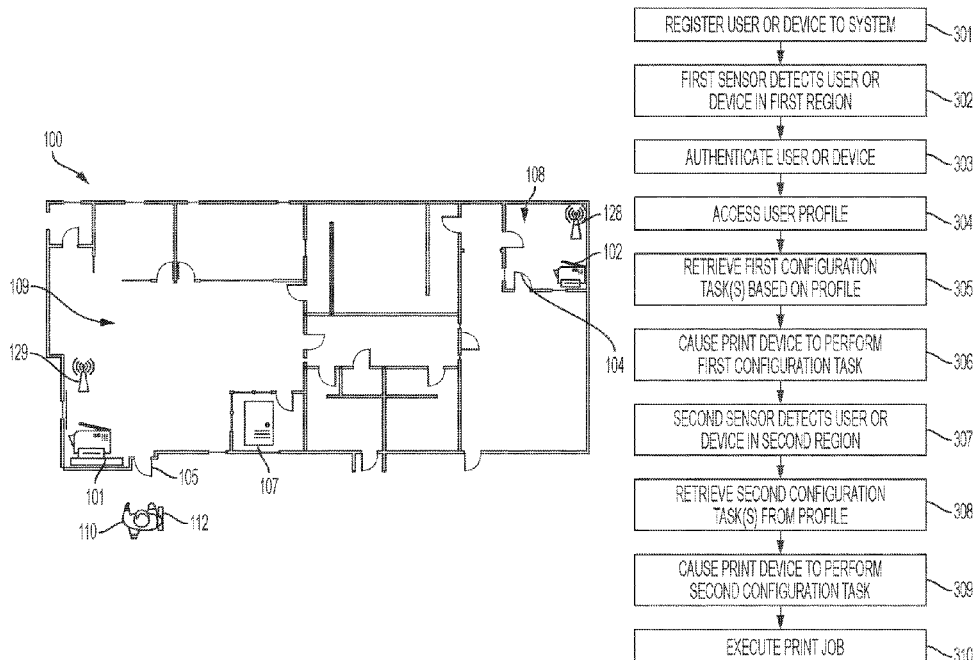 100
109
129
101
105
110
112
107
108
128
102
104
REGISTER USER OR DEVICE TO SYSTEM
301
FIRST SENSOR DETECTS USER OR
DEVICE IN FIRST REGION
302
AUTHENTICATE USER OR DEVICE
303
ACCESS USER PROFILE
304
RETRIEVE FIRST CONFIGURATION
TASK(S) BASED ON PROFILE
305
CAUSE PRINT DEVICE TO PERFORM
FIRST CONFIGURATION TASK
306
SECOND SENSOR DETECTS USER OR
DEVICE IN SECOND REGION
307
RETRIEVE SECOND CONFIGURATION
TASK(S) FROM PROFILE
308
CAUSE PRINT DEVICE TO PERFORM
SECOND CONFIGURATION TASK
309
EXECUTE PRINT JOB
310